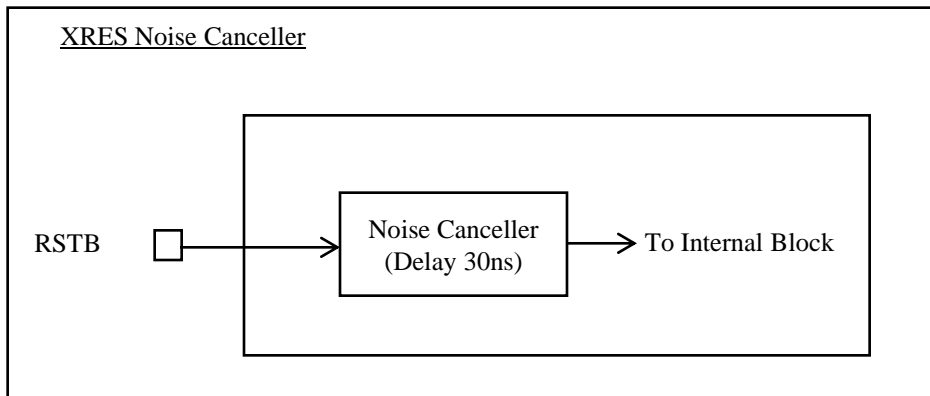 XRES Noise Canceller
RSTB
Noise Canceller
(Delay 30ns)
To Internal Block